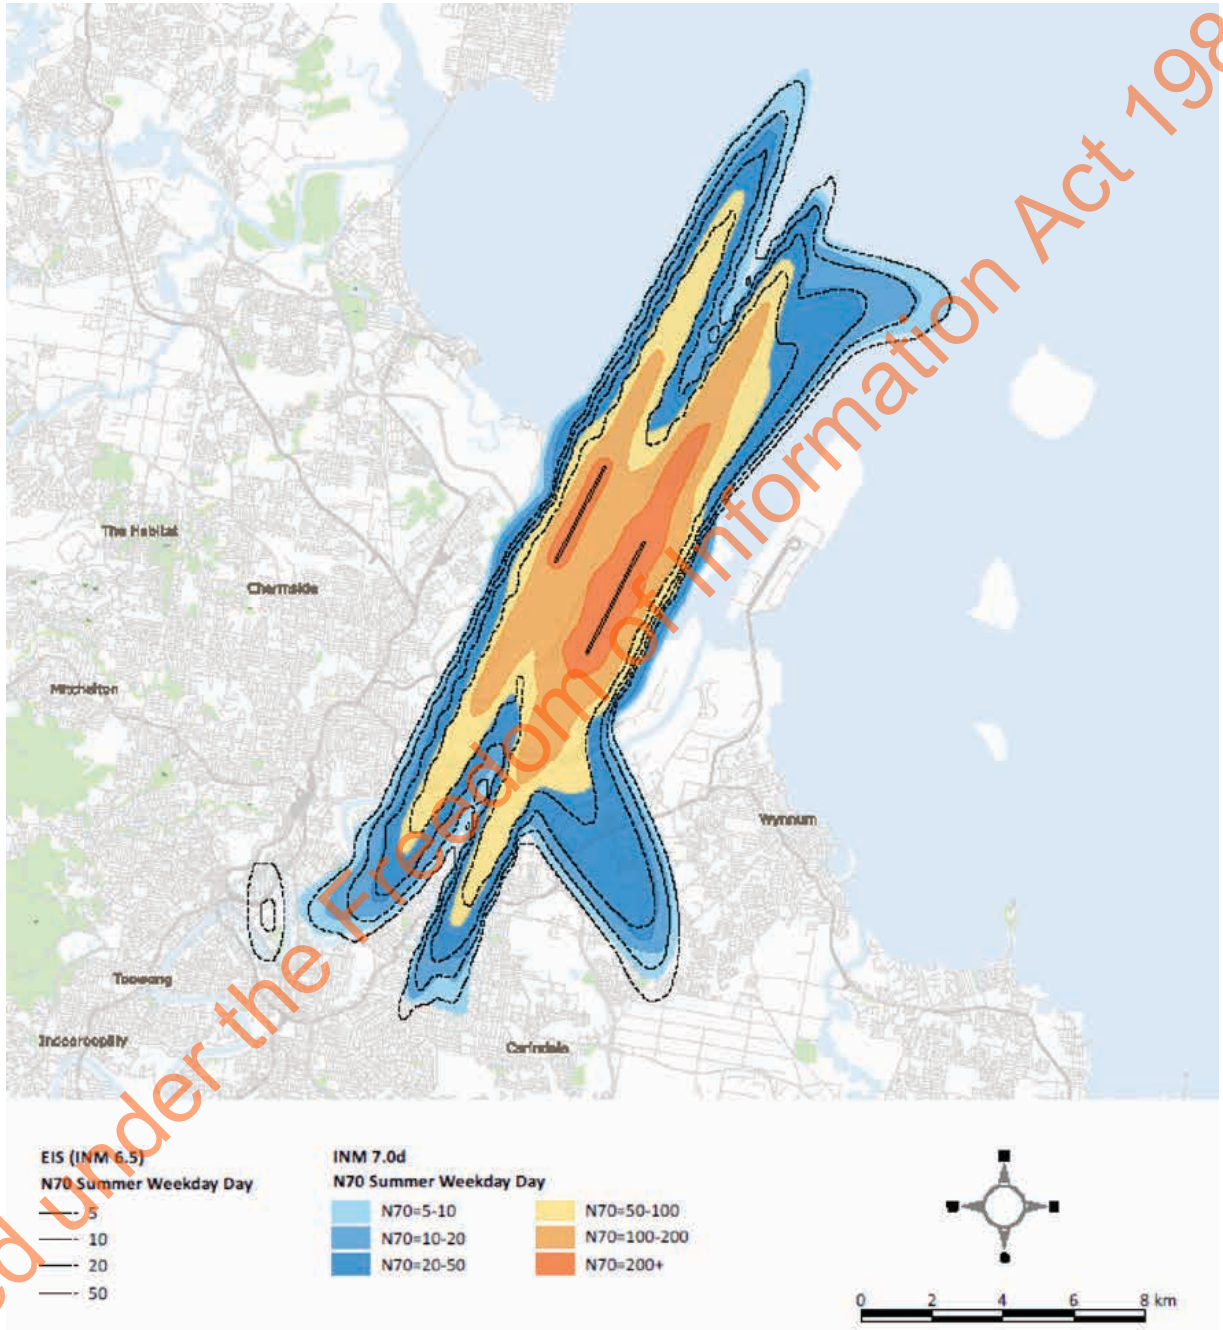 The Habitat
Chermside
Mitchelton
Wynnum
Toowong
Indooroopilly
Carindale
EIS (INM 6.5)
N70 Summer Weekday Day
5
10
20
50
INM 7.0d
N70 Summer Weekday Day
N70=5-10
N70=10-20
N70=20-50
N70=50-100
N70=100-200
N70=200+
0 2 4 6 8 km
d under the Freedom of Information Act 198